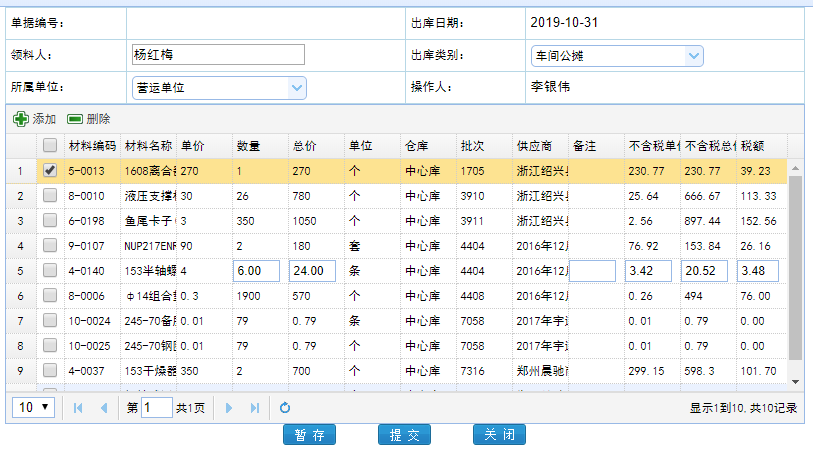 单据编号： 出库日期： 2019-10-31
领料人： 杨红梅 出库类别： 车间公摊
所属单位： 营运单位 操作人： 李银伟
添加 删除
材料编码 材料名称 单价 数量 总价 单位 仓库 批次 供应商 备注 不含税单价 不含税总价 税额
1 5-0013 1608离合器 270 1 270 个 中心库 1705 浙江绍兴县 230.77 230.77 39.23
2 8-0010 液压支撑杆 30 26 780 个 中心库 3910 浙江绍兴县 25.64 666.67 113.33
3 6-0198 鱼尾卡子 3 350 1050 个 中心库 3911 浙江绍兴县 2.56 897.44 152.56
4 9-0107 NUP217ENR 90 2 180 套 中心库 4404 2016年12月 76.92 153.84 26.16
5 4-0140 153半轴螺 4 6.00 24.00 条 中心库 4404 2016年12月 3.42 20.52 3.48
6 8-0006 φ14组合垫 0.3 1900 570 个 中心库 4408 2016年12月 0.26 494 76.00
7 10-0024 245-70备胎 0.01 79 0.79 条 中心库 7058 2017年宇通 0.01 0.79 0.00
8 10-0025 245-70钢圈 0.01 79 0.79 个 中心库 7058 2017年宇通 0.01 0.79 0.00
9 4-0037 153干燥器 350 2 700 个 中心库 7316 郑州晨驰商 299.15 598.3 101.70
10 第 1 共1页 显示1到10,共10记录
暂存 提交 关闭